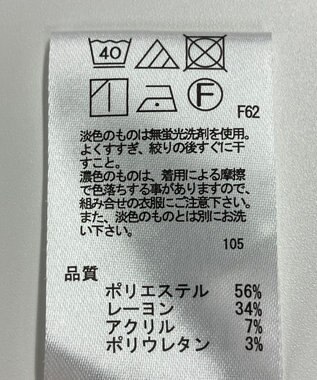 40
F
F62
淡色のものは無蛍光洗剤を使用。
よくすすぎ、絞りの後すぐに干
すこと。
濃色のものは、着用による摩擦
で色落ちする事がありますので、
組み合せの衣服にご注意下さい。
また、淡色のものとは別にお洗
い下さい。
105
品質
ポリエステル 56%
レーヨン 34%
アクリル 7%
ポリウレタン 3%